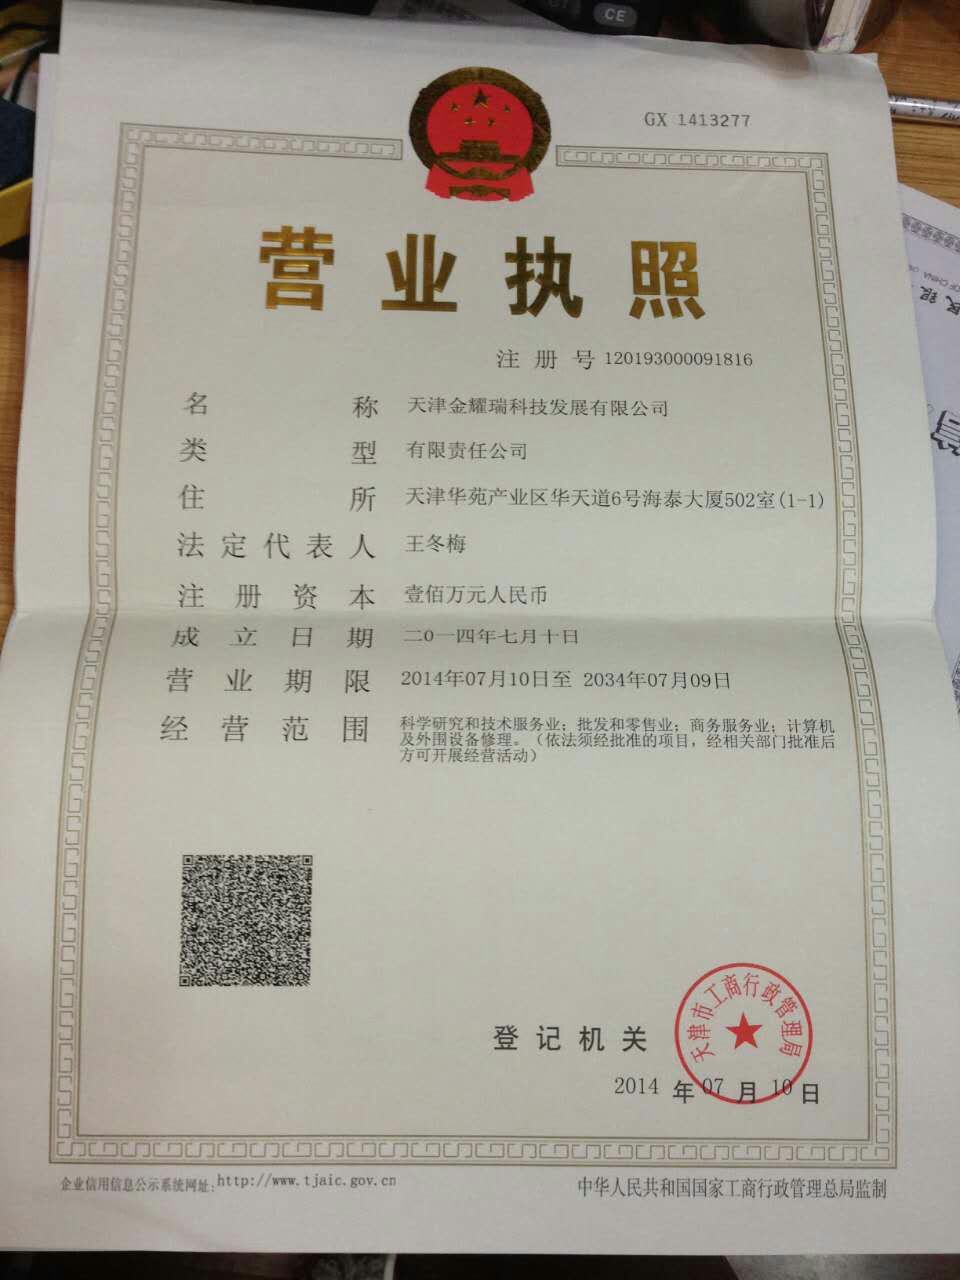 CE
GX 1413277
营业执照
注册号 120193000091816
名称 天津金耀瑞科技发展有限公司
类型 有限责任公司
住所 天津华苑产业区华天道6号海泰大厦502室(1-1)
法定代表人 王冬梅
注册资本 壹佰万元人民币
成立日期 二〇一四年七月十日
营业期限 2014年07月10日至 2034年07月09日
经营范围 科学研究和技术服务业；批发和零售业；商务服务业；计算机
及外围设备修理。（依法须经批准的项目，经相关部门批准后
方可开展经营活动）
登记机关
天津市工商行政管理局
2014 年 07 月 10 日
企业信用信息公示系统网址:http://www.tjaic.gov.cn
中华人民共和国国家工商行政管理总局监制
OF CHINA
民银